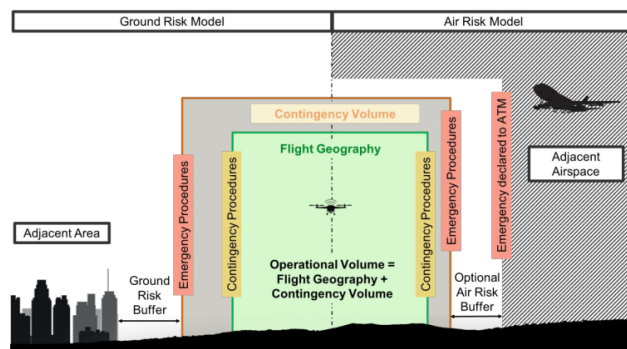 Ground Risk Model
Air Risk Model
Contingency Volume
Flight Geography
Emergency Procedures
Contingency Procedures
Contingency Procedures
Emergency Procedures
Emergency declared to ATM
Adjacent
Airspace
Adjacent Area
Operational Volume =
Flight Geography +
Contingency Volume
Ground
Risk
Buffer
Optional
Air Risk
Buffer